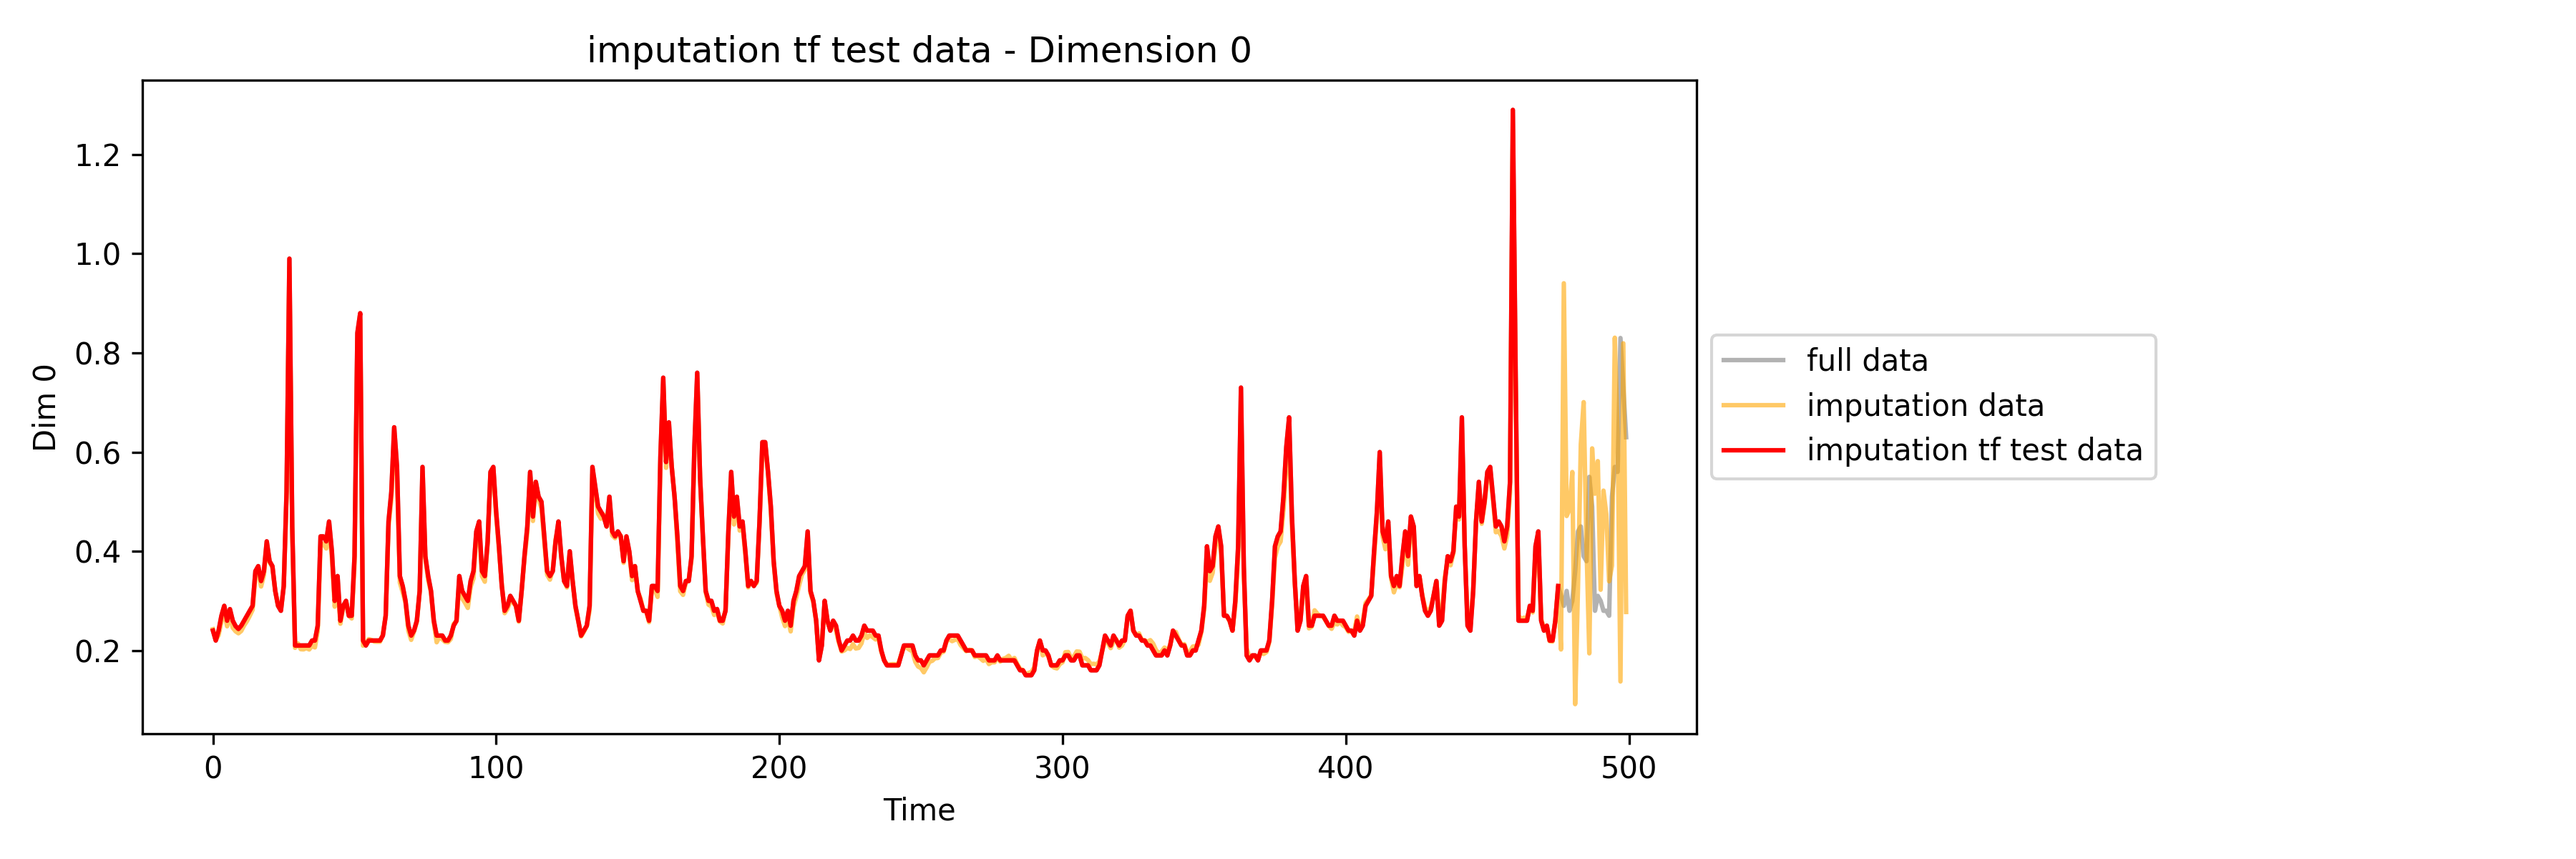 imputation tf test data - Dimension 0
1.2
1.0
0.8
0.6
0.4
0.2
Dim 0
0 100 200 300 400 500
Time
full data
imputation data
imputation tf test data